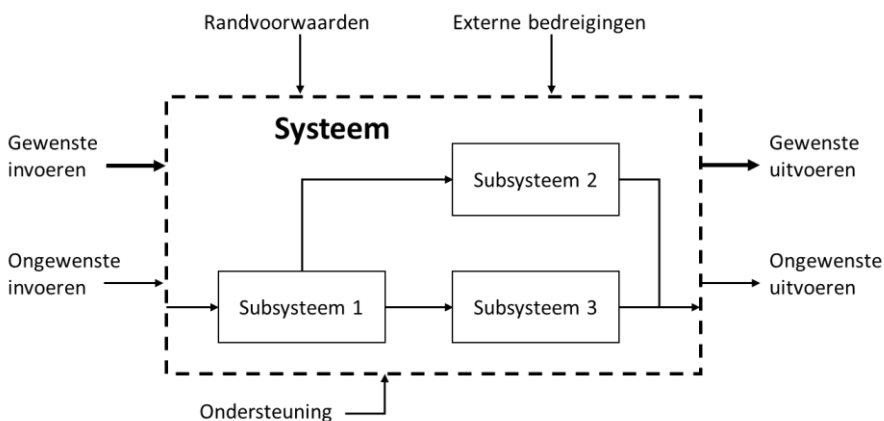 Randvoorwaarden
Externe bedreigingen
Systeem
Gewenste
invoeren
Gewenste
uitvoeren
Subsysteem 2
Ongewenste
invoeren
Ongewenste
uitvoeren
Subsysteem 1
Subsysteem 3
Ondersteuning